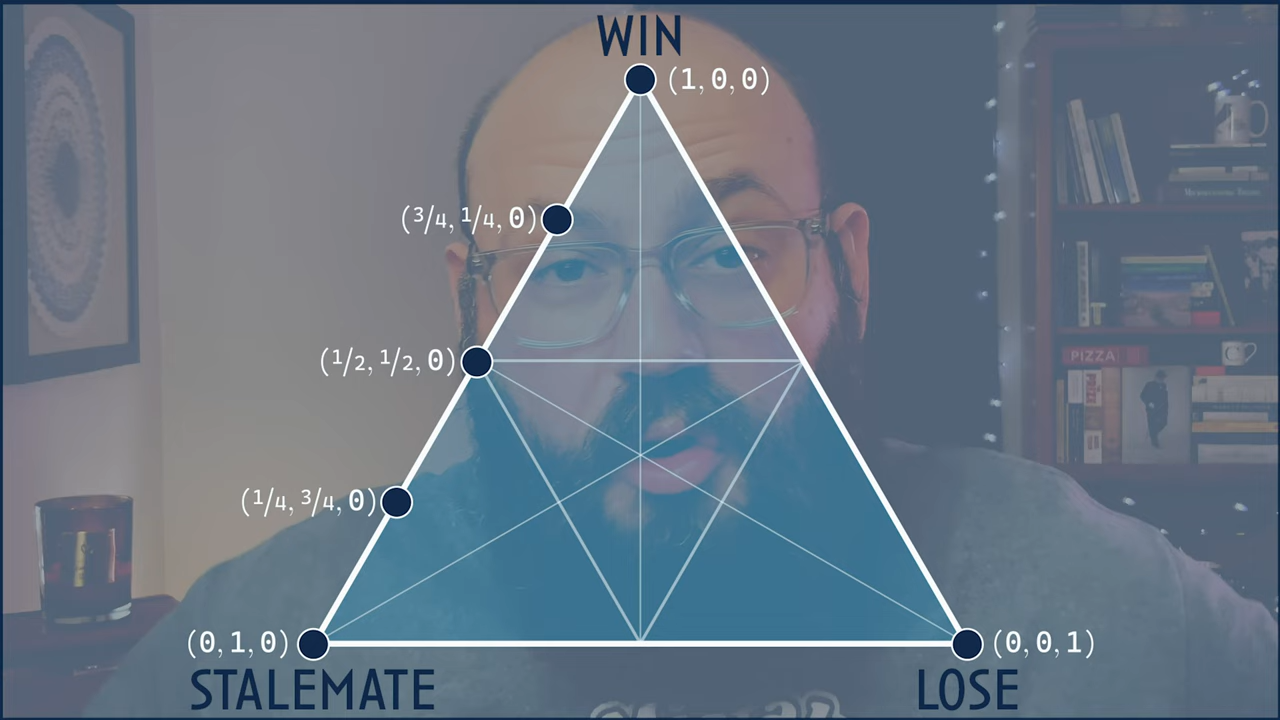 WIN
(1, 0, 0)
(3/4, 1/4, 0)
(1/2, 1/2, 0)
PIZZA
(1/4, 3/4, 0)
(0, 1, 0)
(0, 0, 1)
STALEMATE
LOSE